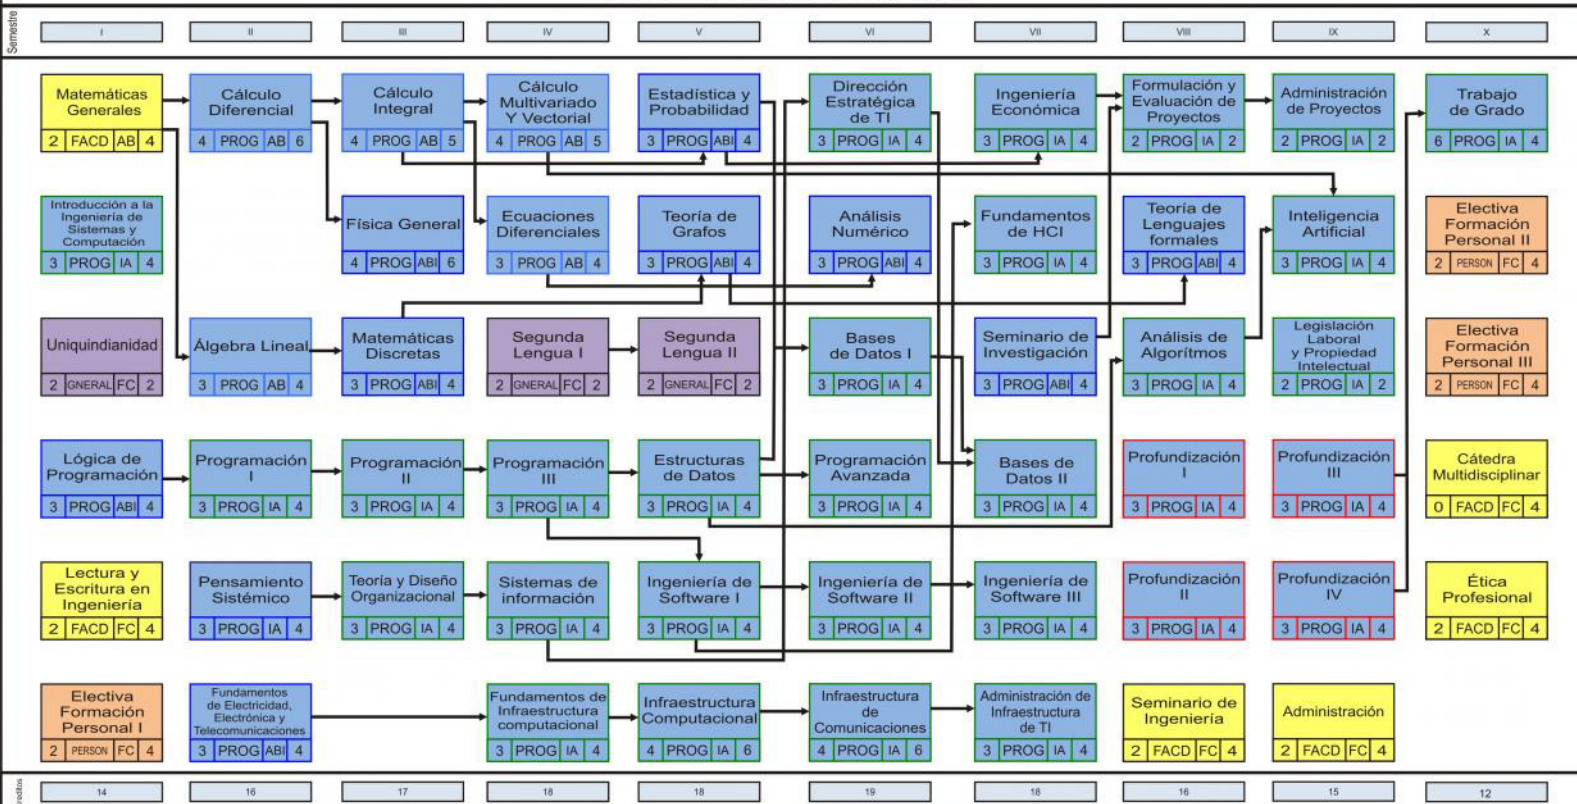 Semestre
I II III IV V VI VII VIII IX X
Matemáticas
Generales
2 FACD AB 4
Cálculo
Diferencial
4 PROG AB 6
Cálculo
Integral
4 PROG AB 5
Cálculo
Multivariado
Y Vectorial
4 PROG AB 5
Estadística y
Probabilidad
3 PROG ABI 4
Dirección
Estratégica
de TI
3 PROG IA 4
Ingeniería
Económica
3 PROG IA 4
Formulación y
Evaluación de
Proyectos
2 PROG IA 2
Administración
de Proyectos
2 PROG IA 2
Trabajo
de Grado
6 PROG IA 4
Introducción a la
Ingeniería de
Sistemas y
Computación
3 PROG IA 4
Física General
4 PROG ABI 6
Ecuaciones
Diferenciales
3 PROG AB 4
Teoría de
Grafos
3 PROG ABI 4
Análisis
Numérico
3 PROG ABI 4
Fundamentos
de HCI
3 PROG IA 4
Teoría de
Lenguajes
formales
3 PROG ABI 4
Inteligencia
Artificial
3 PROG IA 4
Electiva
Formación
Personal II
2 PERSON FC 4
Uniquindianidad
2 GNERAL FC 2
Álgebra Lineal
3 PROG AB 4
Matemáticas
Discretas
3 PROG ABI 4
Segunda
Lengua I
2 GNERAL FC 2
Segunda
Lengua II
2 GNERAL FC 2
Bases
de Datos I
3 PROG IA 4
Seminario de
Investigación
3 PROG ABI 4
Análisis de
Algorítmos
3 PROG IA 4
Legislación
Laboral
y Propiedad
Intelectual
2 PROG IA 2
Electiva
Formación
Personal III
2 PERSON FC 4
Lógica de
Programación
3 PROG ABI 4
Programación
I
3 PROG IA 4
Programación
II
3 PROG IA 4
Programación
III
3 PROG IA 4
Estructuras
de Datos
3 PROG IA 4
Programación
Avanzada
3 PROG IA 4
Bases de
Datos II
3 PROG IA 4
Profundización
I
3 PROG IA 4
Profundización
III
3 PROG IA 4
Cátedra
Multidisciplinar
0 FACD FC 4
Lectura y
Escritura en
Ingeniería
2 FACD FC 4
Pensamiento
Sistémico
3 PROG IA 4
Teoría y Diseño
Organizacional
3 PROG IA 4
Sistemas de
información
3 PROG IA 4
Ingeniería de
Software I
3 PROG IA 4
Ingeniería de
Software II
3 PROG IA 4
Ingeniería de
Software III
3 PROG IA 4
Profundización
II
3 PROG IA 4
Profundización
IV
3 PROG IA 4
Ética
Profesional
2 FACD FC 4
Electiva
Formación
Personal I
2 PERSON FC 4
Fundamentos
de Electricidad,
Electrónica y
Telecomunicaciones
3 PROG ABI 4
Fundamentos de
Infraestructura
computacional
3 PROG IA 4
Infraestructura
Computacional
4 PROG IA 6
Infraestructura
de
Comunicaciones
4 PROG IA 6
Administración de
Infraestructura
de TI
3 PROG IA 4
Seminario de
Ingeniería
2 FACD FC 4
Administración
2 FACD FC 4
14 16 17 18 18 19 18 16 15 12